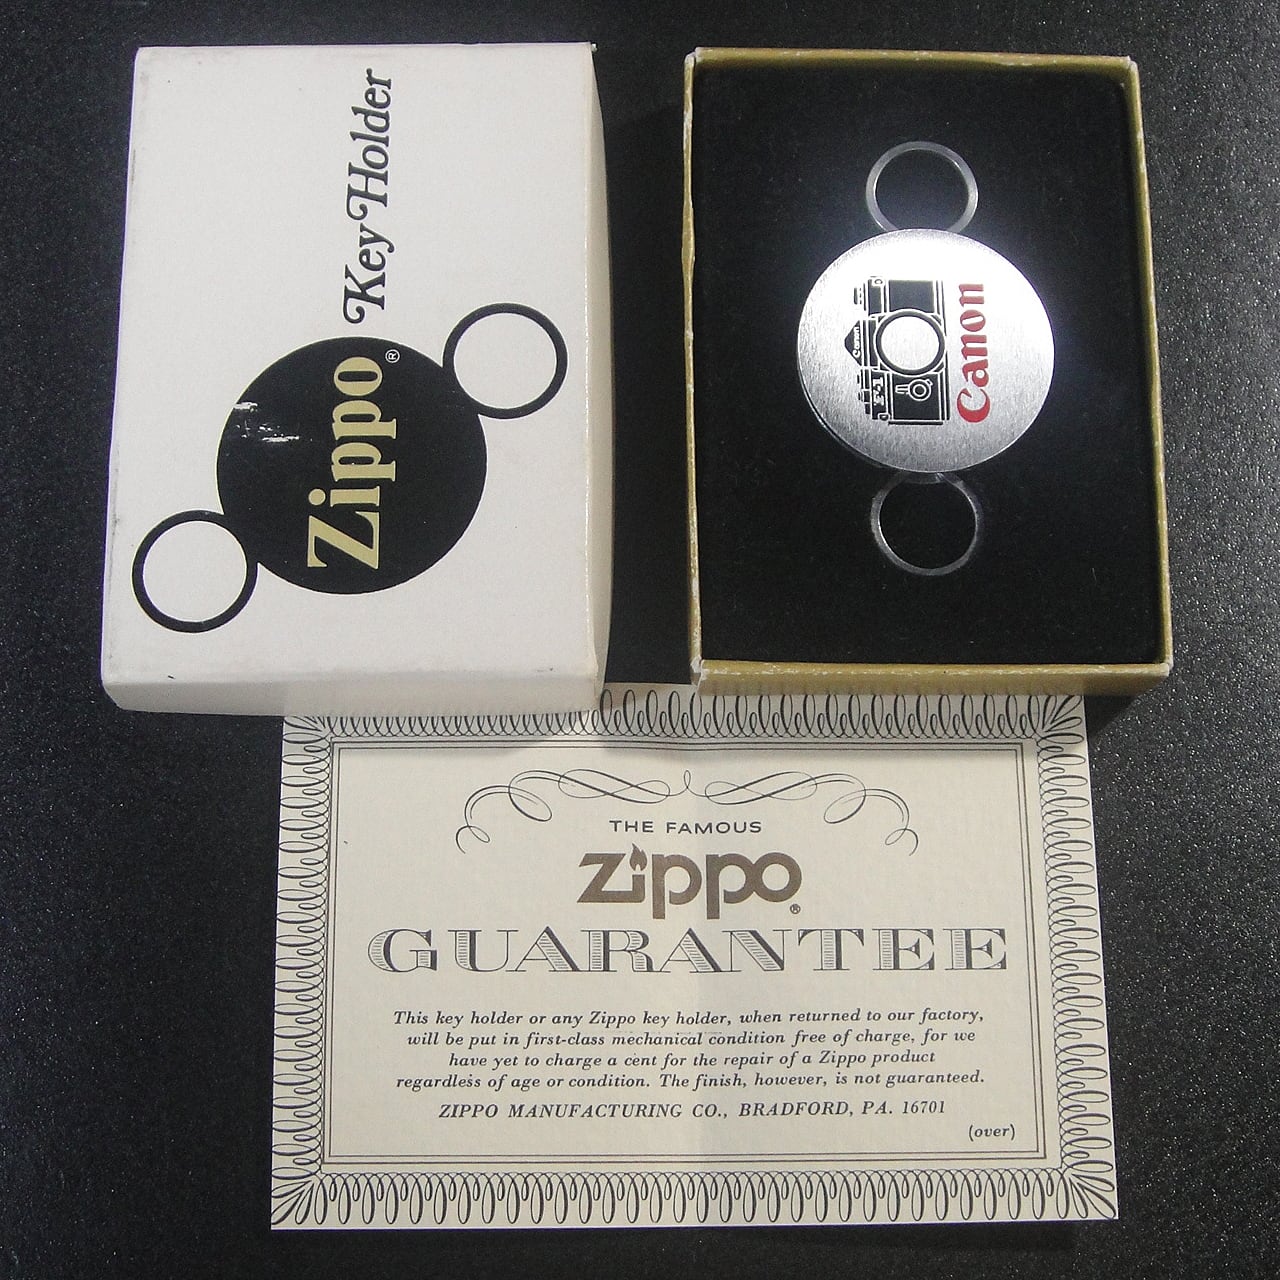 Zippo®
Key Holder
Canon
F-1
Canon
THE FAMOUS
zippo®
GUARANTEE
This key holder or any Zippo key holder, when returned to our factory,
will be put in first-class mechanical condition free of charge, for we
have yet to charge a cent for the repair of a Zippo product
regardless of age or condition. The finish, however, is not guaranteed.
ZIPPO MANUFACTURING CO., BRADFORD, PA. 16701
(over)